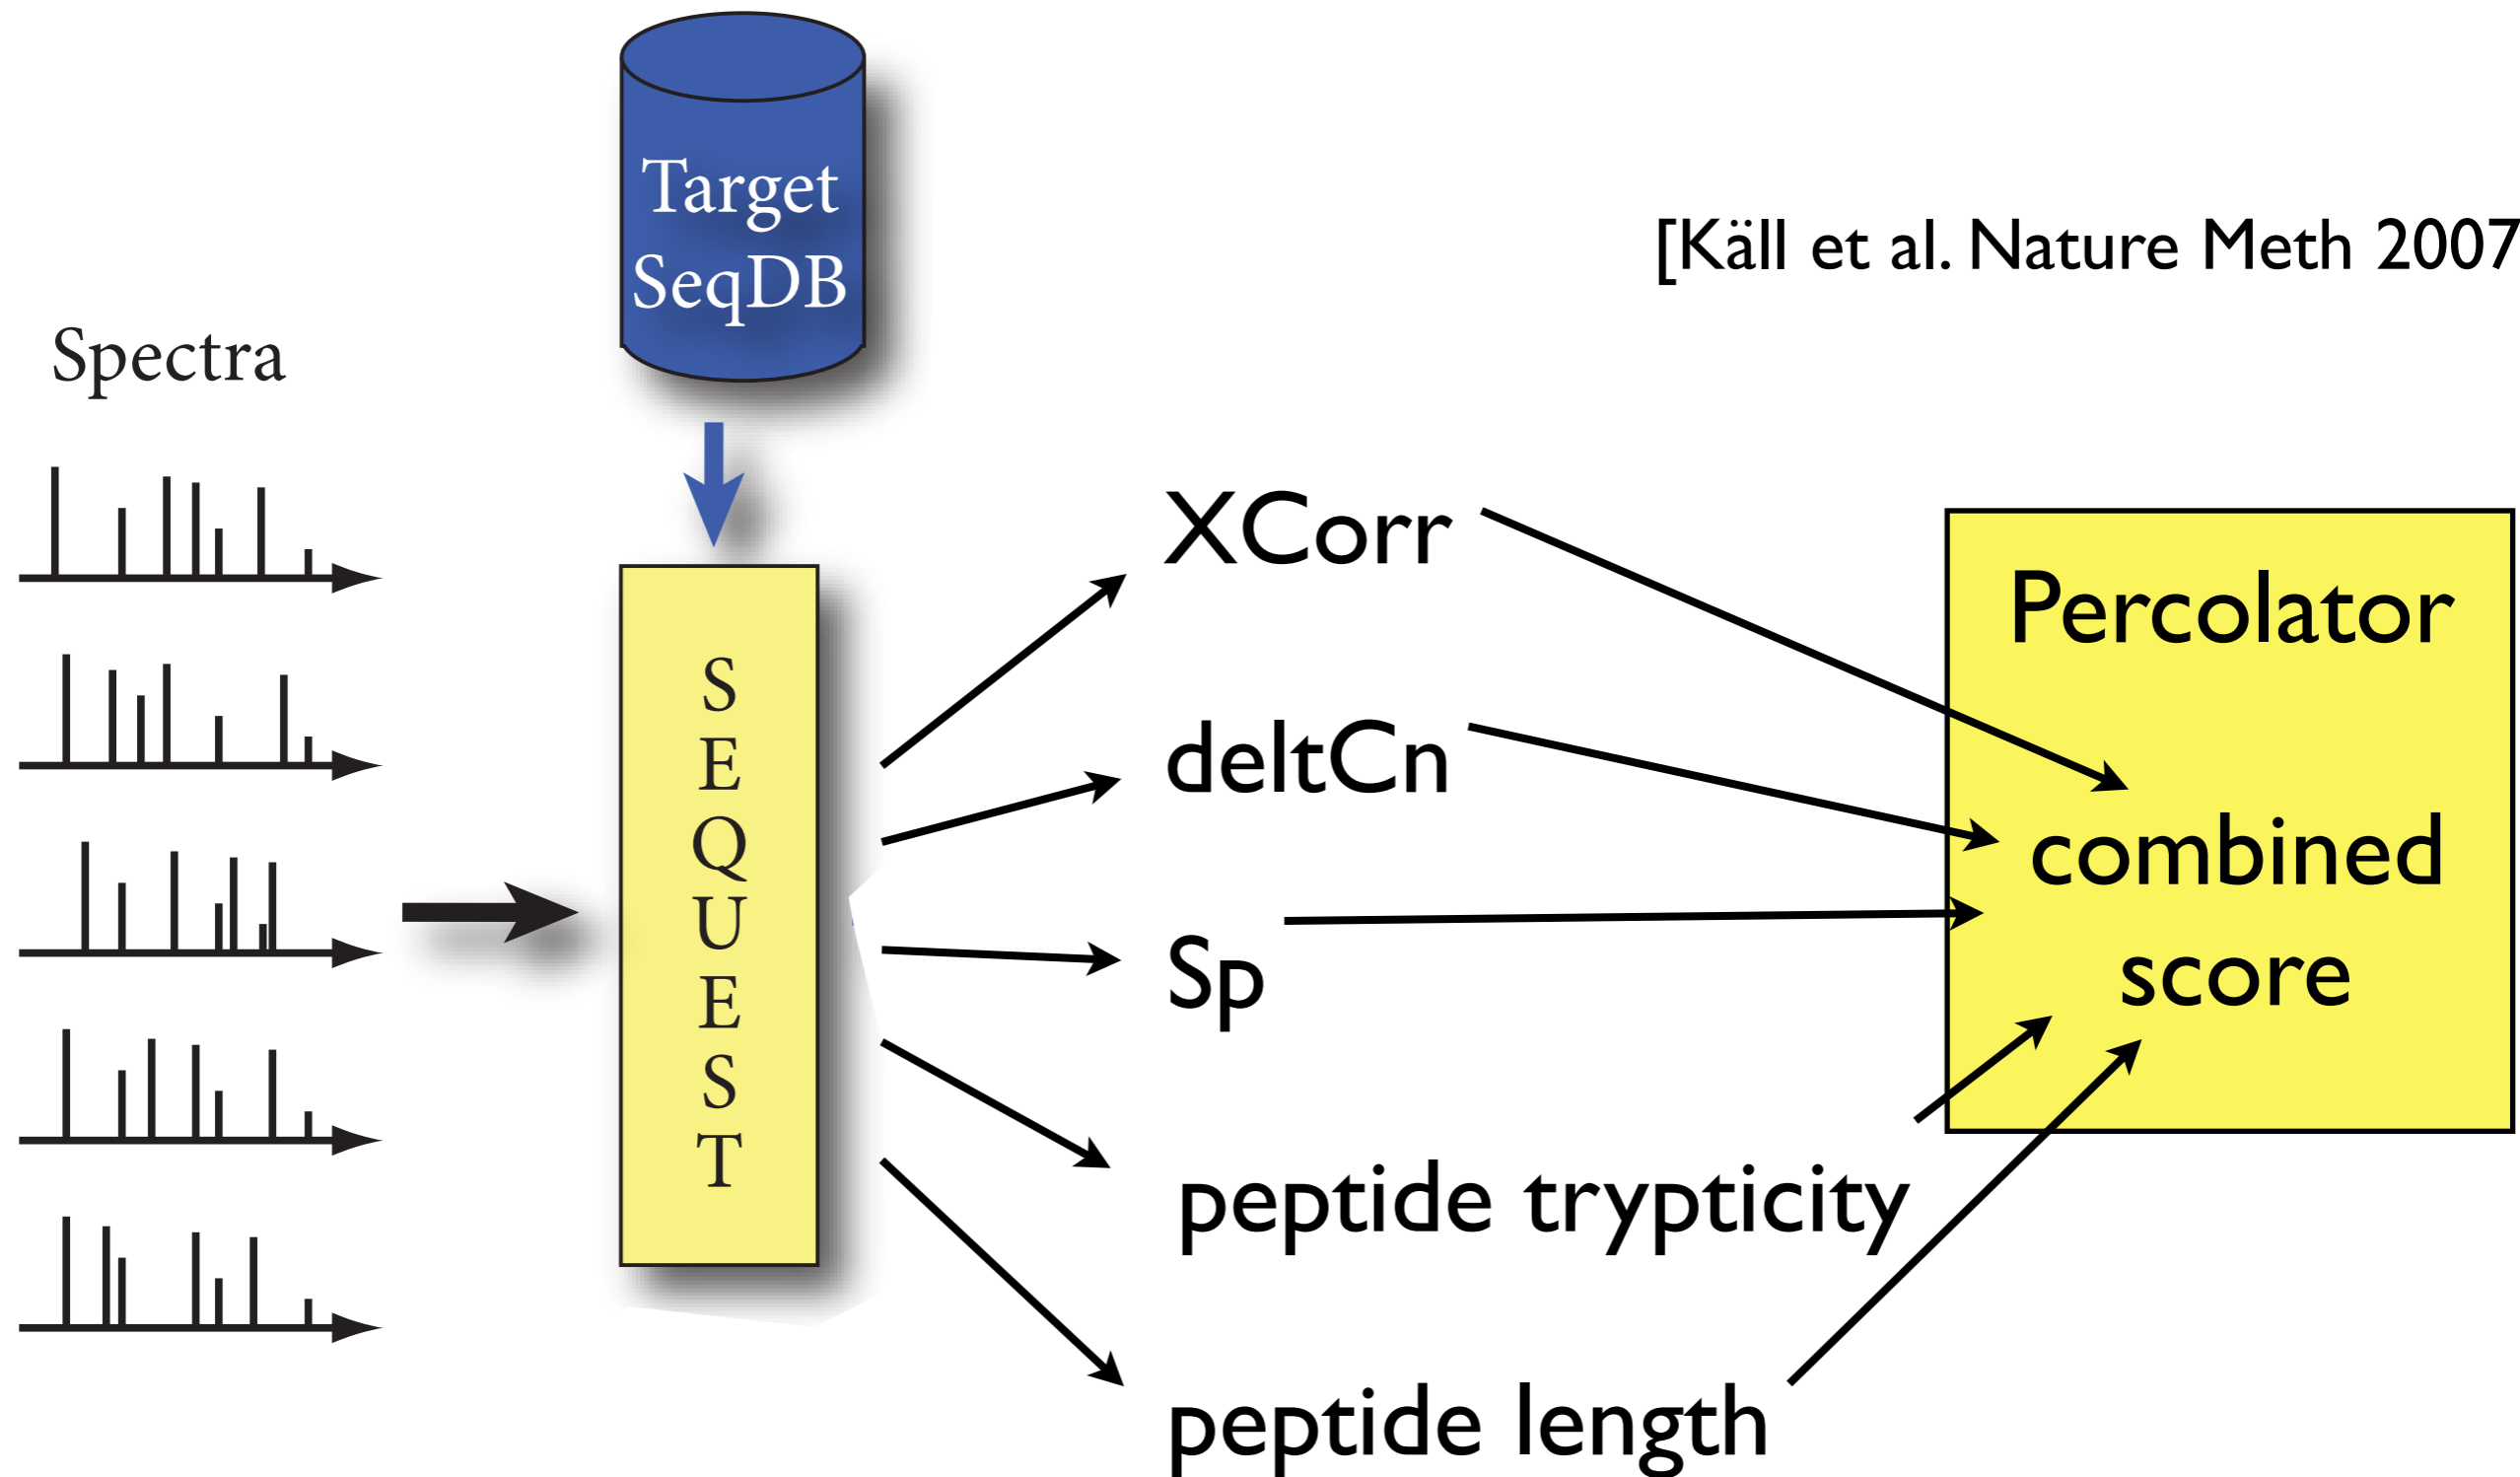 Target
SeqDB
[Käll et al. Nature Meth 2007
Spectra
SEQUEST
XCorr
deltCn
Sp
peptide trypticity
peptide length
Percolator
combined
score